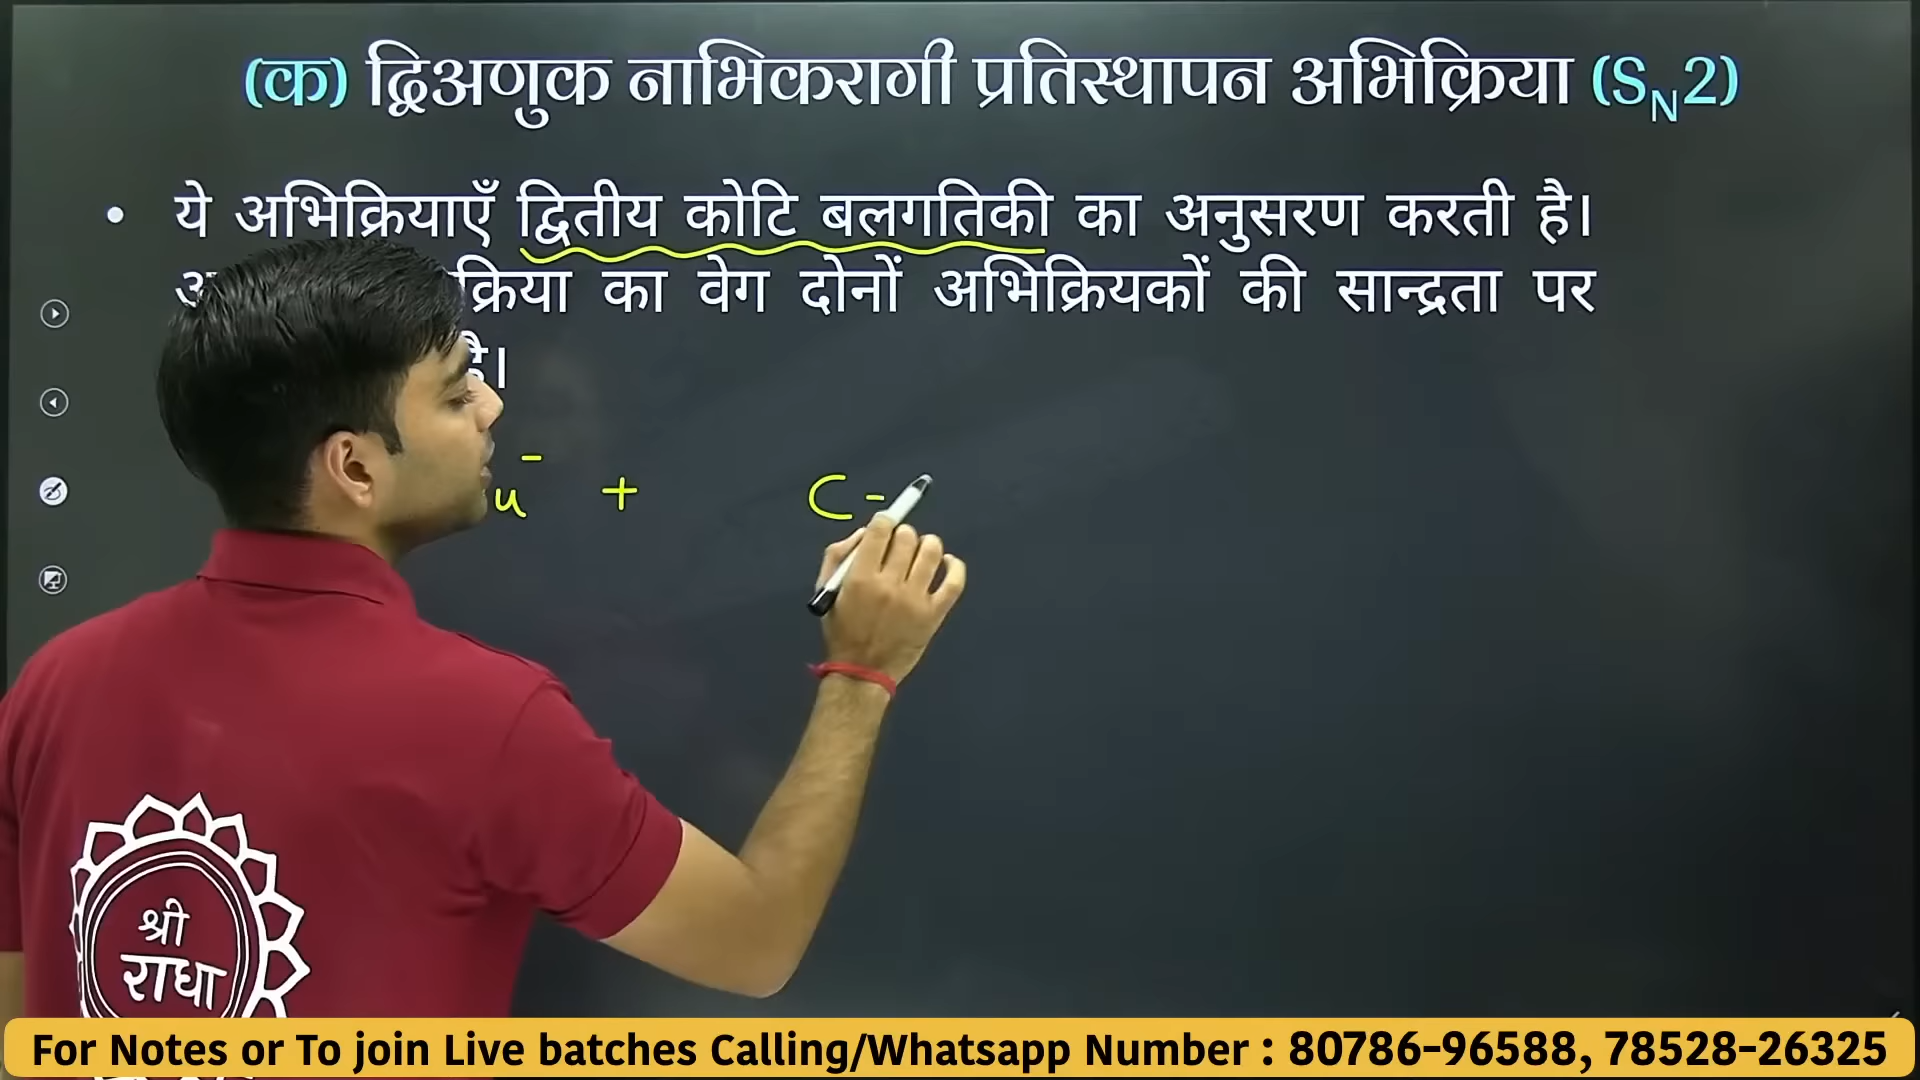 (क) द्विअणुक नाभिकरागी प्रतिस्थापन अभिक्रिया (SN2)
• ये अभिक्रियाएँ द्वितीय कोटि बलगतिकी का अनुसरण करती है।
का वेग दोनों अभिक्रियकों की सान्द्रता पर
है।
u⁻ + C -
श्री
राधा
For Notes or To join Live batches Calling/Whatsapp Number : 80786-96588, 78528-26325